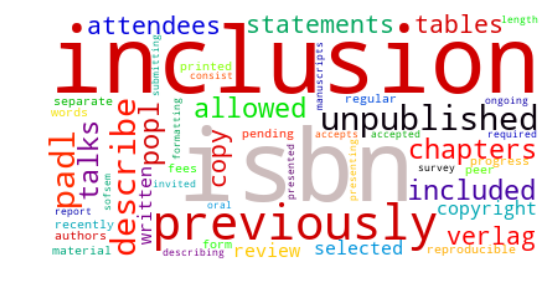 attendees statements tables length
inclusion
submitting printed consist manuscripts
separate words regular ongoing
allowed unpublished
padl talks describe popl written formatting copy
isbn
pending accepts accepted required
chapters
fees invited presented presenting survey progress peer
sofsem
included
report oral copyright
previously
recently authors material
describing form review selected verlag reproducible